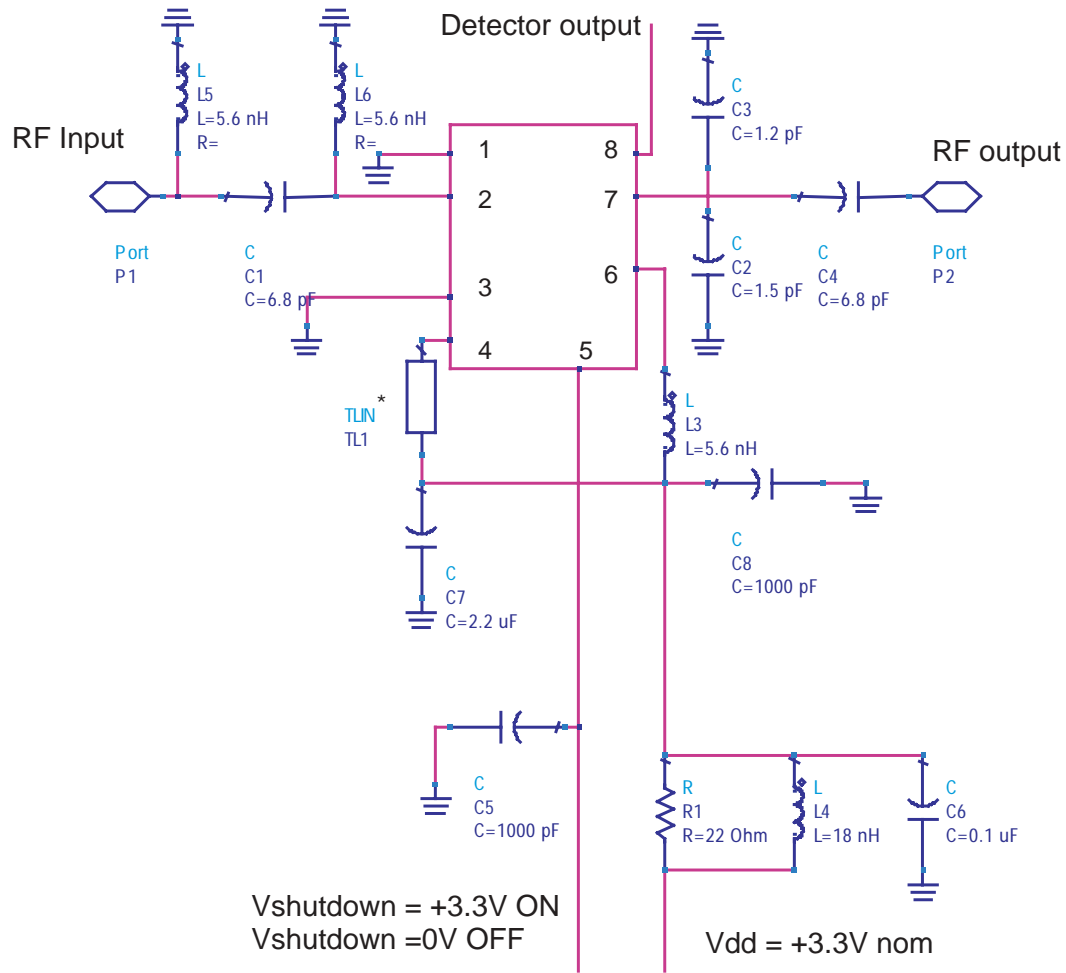 Detector output
L
L5
L=5.6 nH
R=
L
L6
L=5.6 nH
R=
C
C3
C=1.2 pF
RF Input
RF output
1
2
3
4
5
6
7
8
Port
P1
C
C1
C=6.8 pF
C
C2
C=1.5 pF
C
C4
C=6.8 pF
Port
P2
TLIN*
TL1
L
L3
L=5.6 nH
C
C7
C=2.2 uF
C
C8
C=1000 pF
C
C5
C=1000 pF
R
R1
R=22 Ohm
L
L4
L=18 nH
C
C6
C=0.1 uF
Vshutdown = +3.3V ON
Vshutdown =0V OFF
Vdd = +3.3V nom